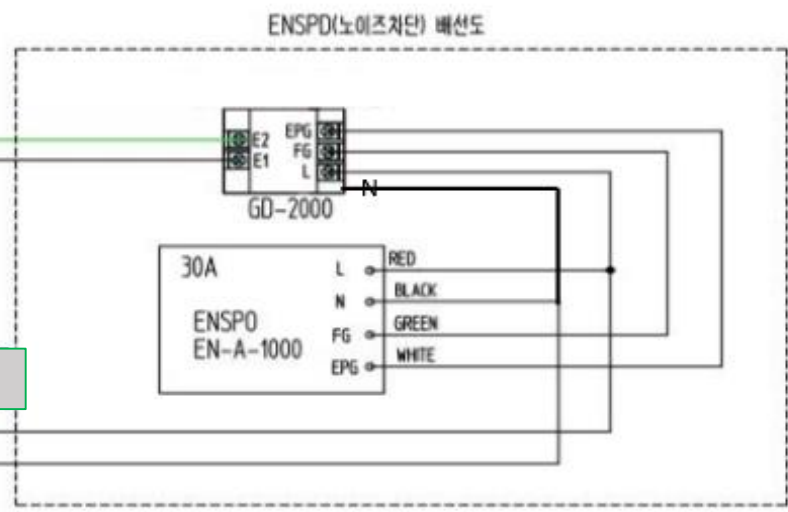 ENSPD(노이즈차단) 배선도
E2 EPG
E1 FG
L
N
GD-2000
30A
L RED
N BLACK
ENSPO
EN-A-1000
FG GREEN
EPG WHITE